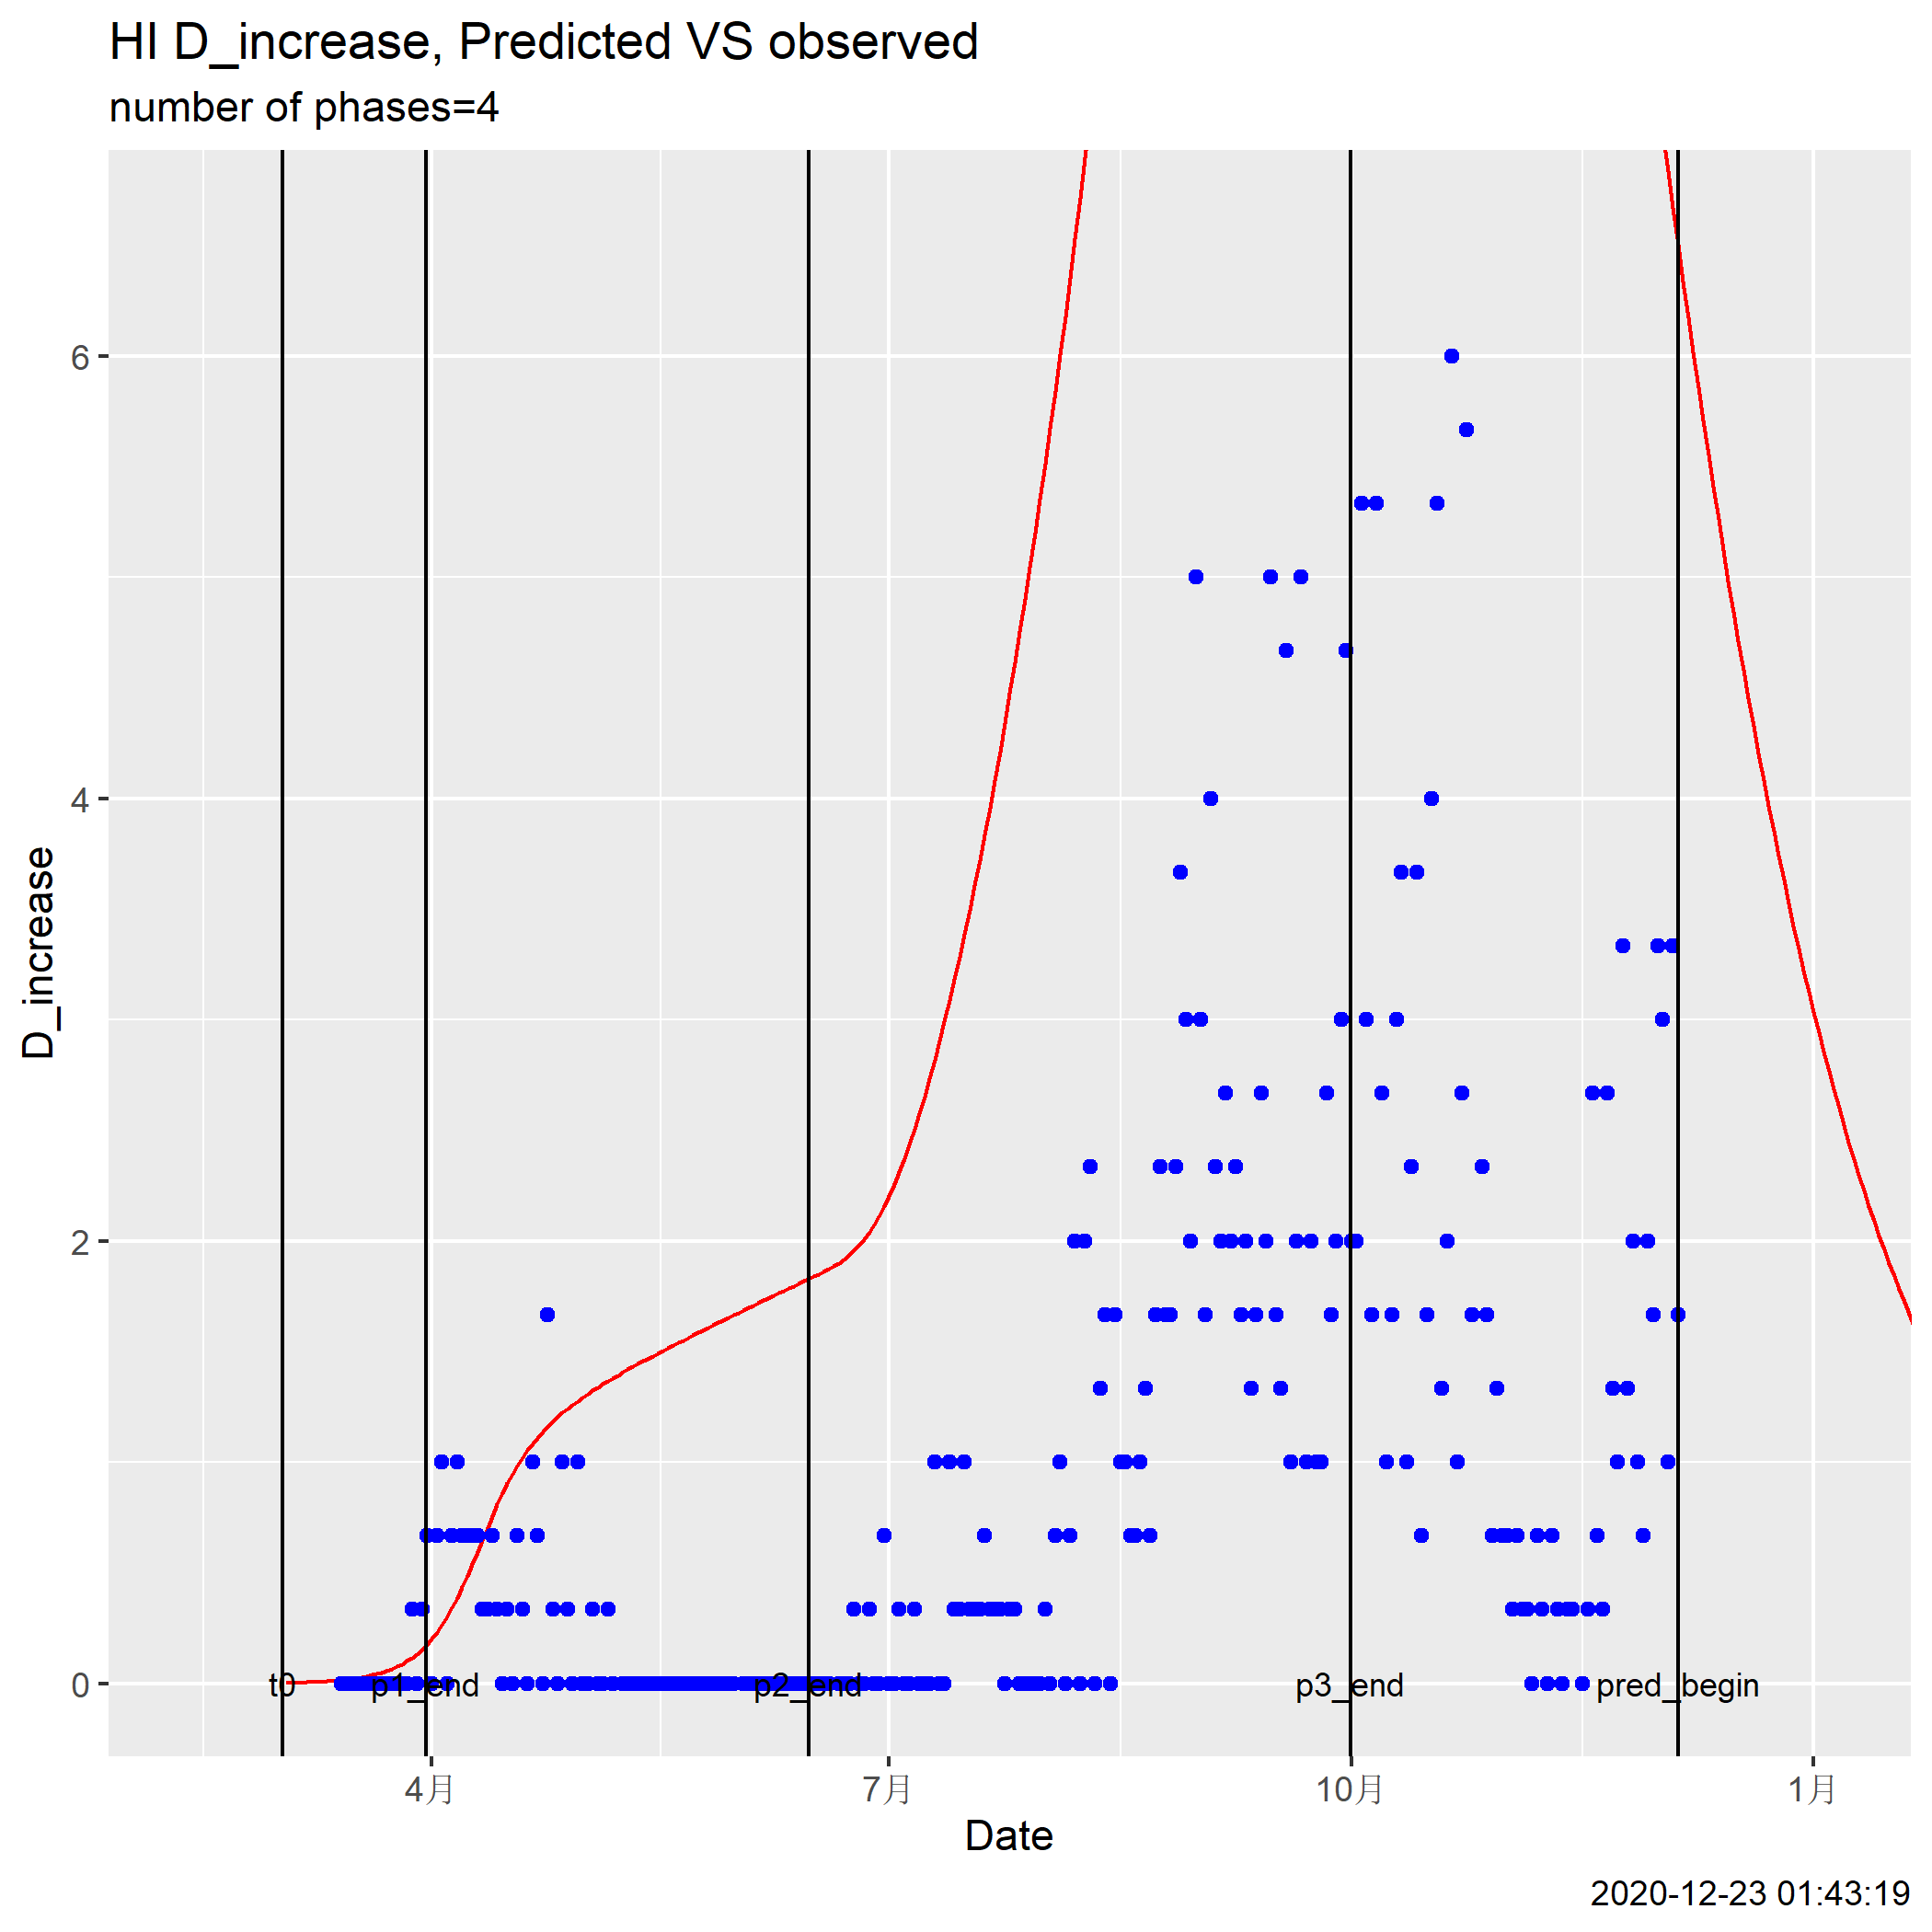 HI D_increase, Predicted VS observed
number of phases=4
6
4
2
0
D_increase
t0
p1_end
p2_end
p3_end
pred_begin
4月
7月
10月
1月
Date
2020-12-23 01:43:19